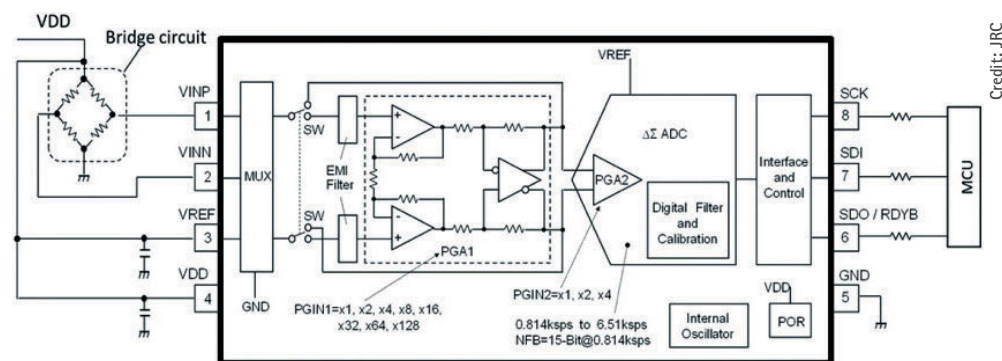 VDD
Bridge circuit
VINP
1
VINN
2
VREF
3
VDD
4
MUX
GND
SW
SW
EMI
Filter
+
-
-
+
PGA1
PGIN1=x1, x2, x4, x8, x16,
x32, x64, x128
VREF
ΔΣ ADC
PGA2
Digital Filter
and
Calibration
PGIN2=x1, x2, x4
0.814ksps to 6.51ksps
NFB=15-Bit@0.814ksps
Internal
Oscillator
VDD
POR
Interface
and
Control
SCK
8
SDI
7
SDO / RDYB
6
GND
5
MCU
Credit: JRC